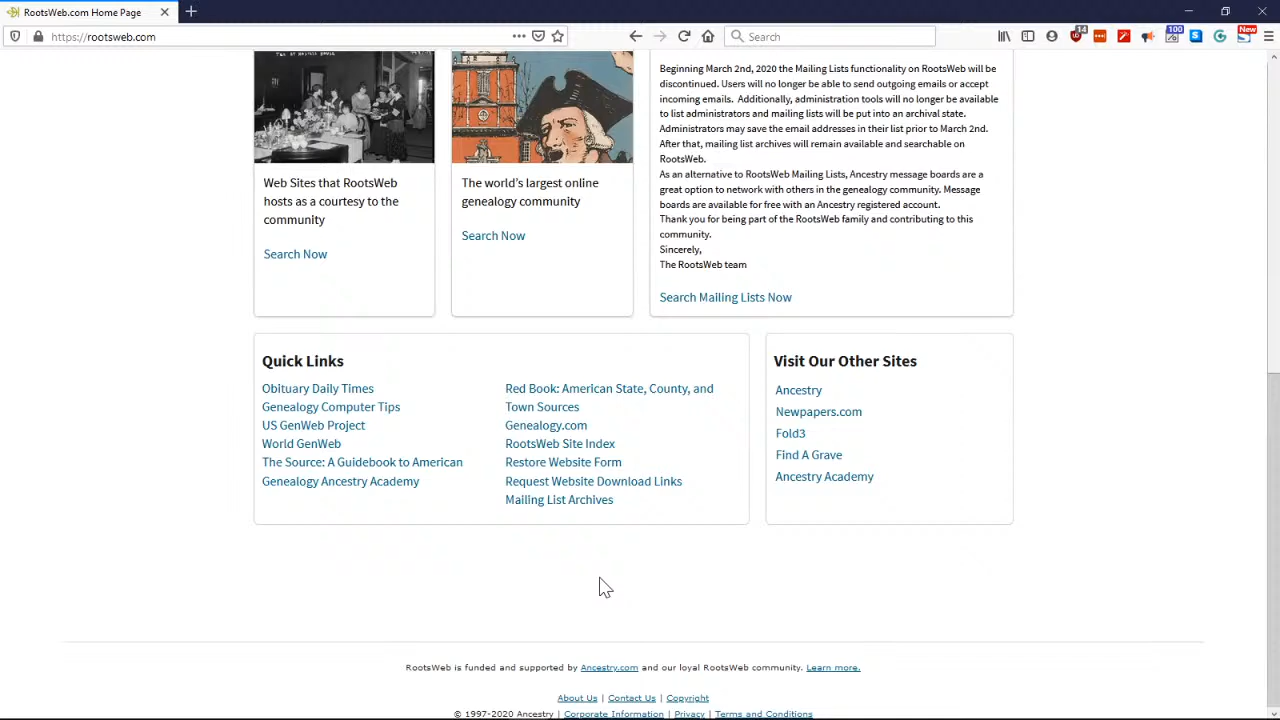 RootsWeb.com Home Page
https://rootsweb.com
Search
14
100
New
Web Sites that RootsWeb
hosts as a courtesy to the
community
Search Now
The world's largest online
genealogy community
Search Now
Beginning March 2nd, 2020 the Mailing Lists functionality on RootsWeb will be
discontinued. Users will no longer be able to send outgoing emails or accept
incoming emails. Additionally, administration tools will no longer be available
to list administrators and mailing lists will be put into an archival state.
Administrators may save the email addresses in their list prior to March 2nd.
After that, mailing list archives will remain available and searchable on
RootsWeb.
As an alternative to RootsWeb Mailing Lists, Ancestry message boards are a
great option to network with others in the genealogy community. Message
boards are available for free with an Ancestry registered account.
Thank you for being part of the RootsWeb family and contributing to this
community.
Sincerely,
The RootsWeb team
Search Mailing Lists Now
Quick Links
Obituary Daily Times
Genealogy Computer Tips
US GenWeb Project
World GenWeb
The Source: A Guidebook to American
Genealogy Ancestry Academy
Red Book: American State, County, and
Town Sources
Genealogy.com
RootsWeb Site Index
Restore Website Form
Request Website Download Links
Mailing List Archives
Visit Our Other Sites
Ancestry
Newpapers.com
Fold3
Find A Grave
Ancestry Academy
RootsWeb is funded and supported by Ancestry.com and our loyal RootsWeb community. Learn more.
About Us | Contact Us | Copyright
© 1997-2020 Ancestry | Corporate Information | Privacy | Terms and Conditions